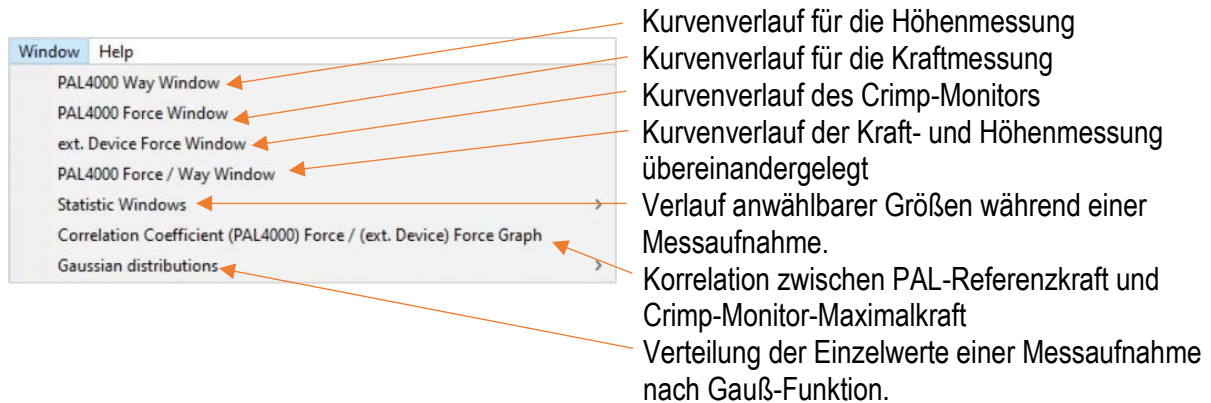 Window Help
PAL4000 Way Window
PAL4000 Force Window
ext. Device Force Window
PAL4000 Force / Way Window
Statistic Windows
Correlation Coefficient (PAL4000) Force / (ext. Device) Force Graph
Gaussian distributions
Kurvenverlauf für die Höhenmessung
Kurvenverlauf für die Kraftmessung
Kurvenverlauf des Crimp-Monitors
Kurvenverlauf der Kraft- und Höhenmessung
übereinandergelegt
Verlauf anwählbarer Größen während einer
Messaufnahme.
Korrelation zwischen PAL-Referenzkraft und
Crimp-Monitor-Maximalkraft
Verteilung der Einzelwerte einer Messaufnahme
nach Gauß-Funktion.